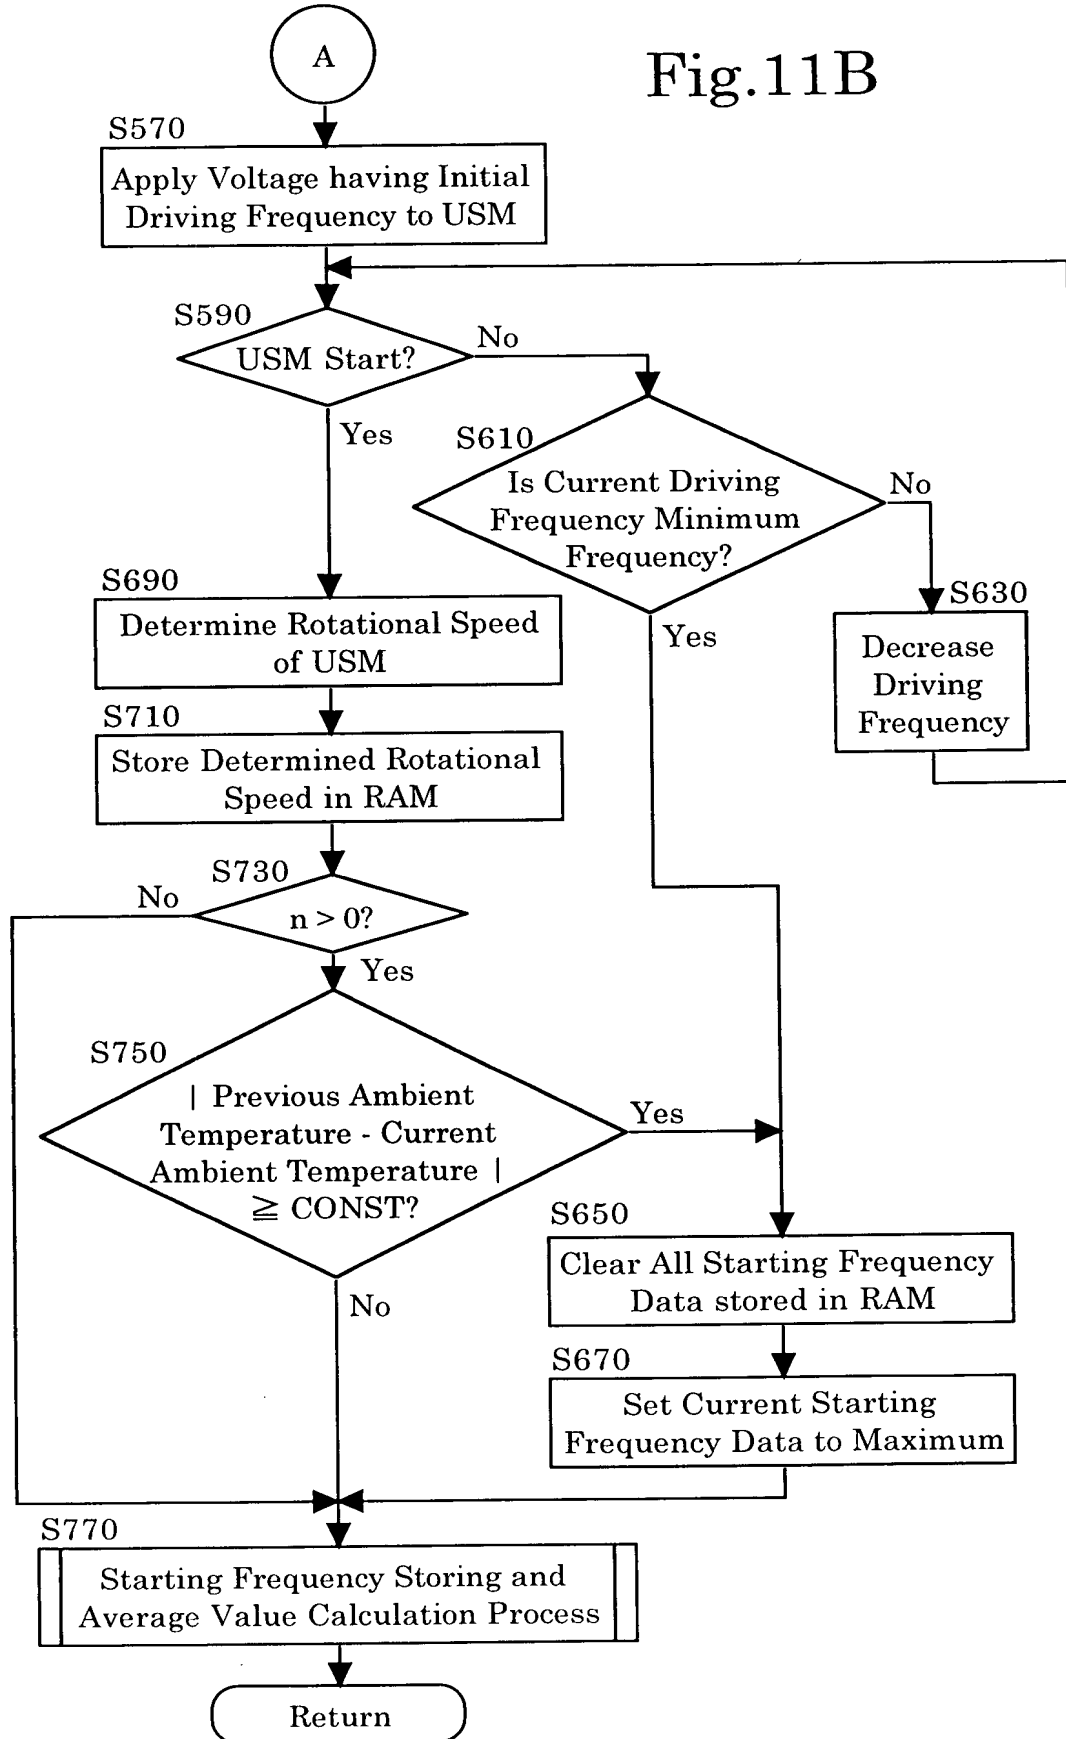 A
Fig.11B
S570
Apply Voltage having Initial
Driving Frequency to USM
S590
USM Start?
No
Yes
S610
Is Current Driving
Frequency Minimum
Frequency?
No
Yes
S630
Decrease
Driving
Frequency
S690
Determine Rotational Speed
of USM
S710
Store Determined Rotational
Speed in RAM
S730
n > 0?
No
Yes
S750
| Previous Ambient
Temperature - Current
Ambient Temperature |
≧ CONST?
Yes
No
S650
Clear All Starting Frequency
Data stored in RAM
S670
Set Current Starting
Frequency Data to Maximum
S770
Starting Frequency Storing and
Average Value Calculation Process
Return